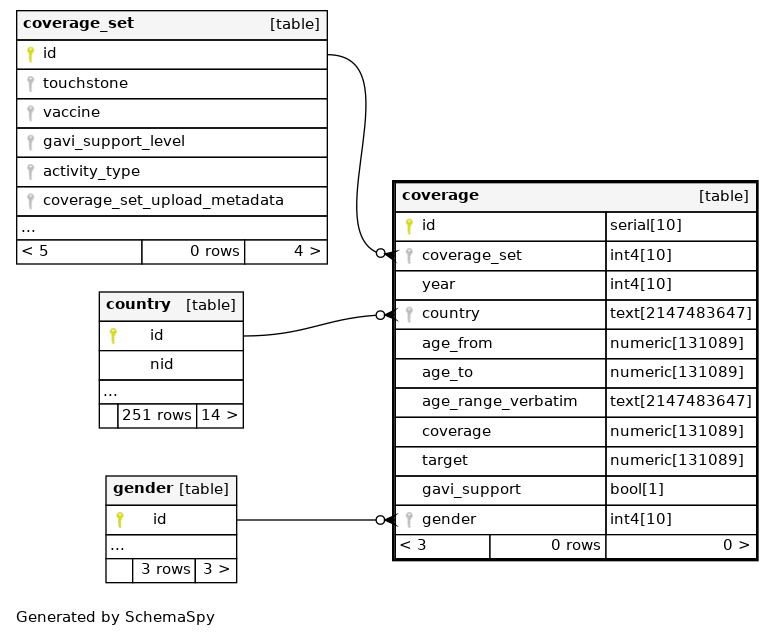 coverage_set [table]
id
touchstone
vaccine
gavi_support_level
activity_type
coverage_set_upload_metadata
...
< 5 0 rows 4 >
coverage [table]
id serial[10]
coverage_set int4[10]
year int4[10]
country text[2147483647]
age_from numeric[131089]
age_to numeric[131089]
age_range_verbatim text[2147483647]
coverage numeric[131089]
target numeric[131089]
gavi_support bool[1]
gender int4[10]
< 3 0 rows 0 >
country [table]
id
nid
...
251 rows 14 >
gender [table]
id
...
3 rows 3 >
Generated by SchemaSpy